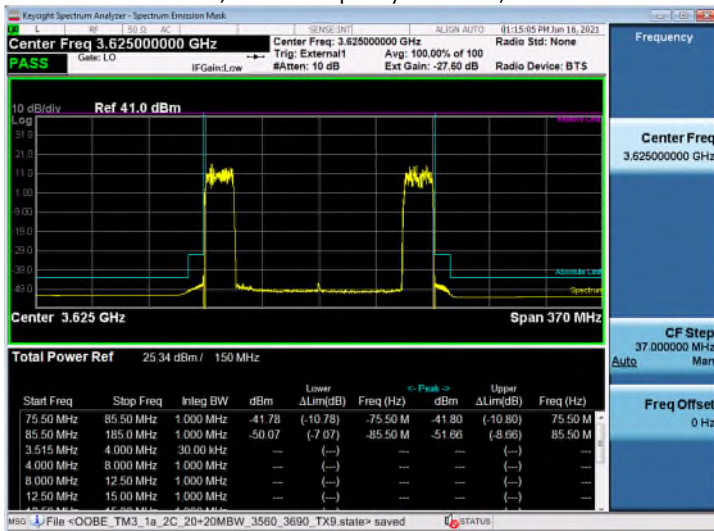 Keysight Spectrum Analyzer - Spectrum Emission Mask
L RF 50 Ω AC SENSE:INT ALIGN AUTO 01:15:05 PM Jun 16, 2021
Center Freq 3.625000000 GHz Center Freq: 3.625000000 GHz Radio Std: None Frequency
Trig: External1 Avg: 100.00% of 100
PASS Gate: LO IFGain:Low #Atten: 10 dB Ext Gain: -27.60 dB Radio Device: BTS
10 dB/div Ref 41.0 dBm
Log
31.0
21.0
11.0
1.00
-9.00
-19.0
-29.0
-39.0
-49.0
Absolute Limit
Spectrum
Center 3.625 GHz Span 370 MHz
Center Freq
3.625000000 GHz
CF Step
37.000000 MHz
Auto Man
Freq Offset
0 Hz
Total Power Ref 25.34 dBm / 150 MHz
Lower <- Peak -> Upper
Start Freq Stop Freq Integ BW dBm ΔLim(dB) Freq (Hz) dBm ΔLim(dB) Freq (Hz)
75.50 MHz 85.50 MHz 1.000 MHz -41.78 (-10.78) -75.50 M -41.80 (-10.80) 75.50 M
85.50 MHz 185.0 MHz 1.000 MHz -50.07 (-7.07) -85.50 M -51.66 (-8.66) 85.50 M
3.515 MHz 4.000 MHz 30.00 kHz --- (---) --- --- (---) ---
4.000 MHz 8.000 MHz 1.000 MHz --- (---) --- --- (---) ---
8.000 MHz 12.50 MHz 1.000 MHz --- (---) --- --- (---) ---
12.50 MHz 15.00 MHz 1.000 MHz --- (---) --- --- (---) ---
MSG File <OOBE_TM3_1a_2C_20+20MBW_3560_3690_TX9.state> saved STATUS